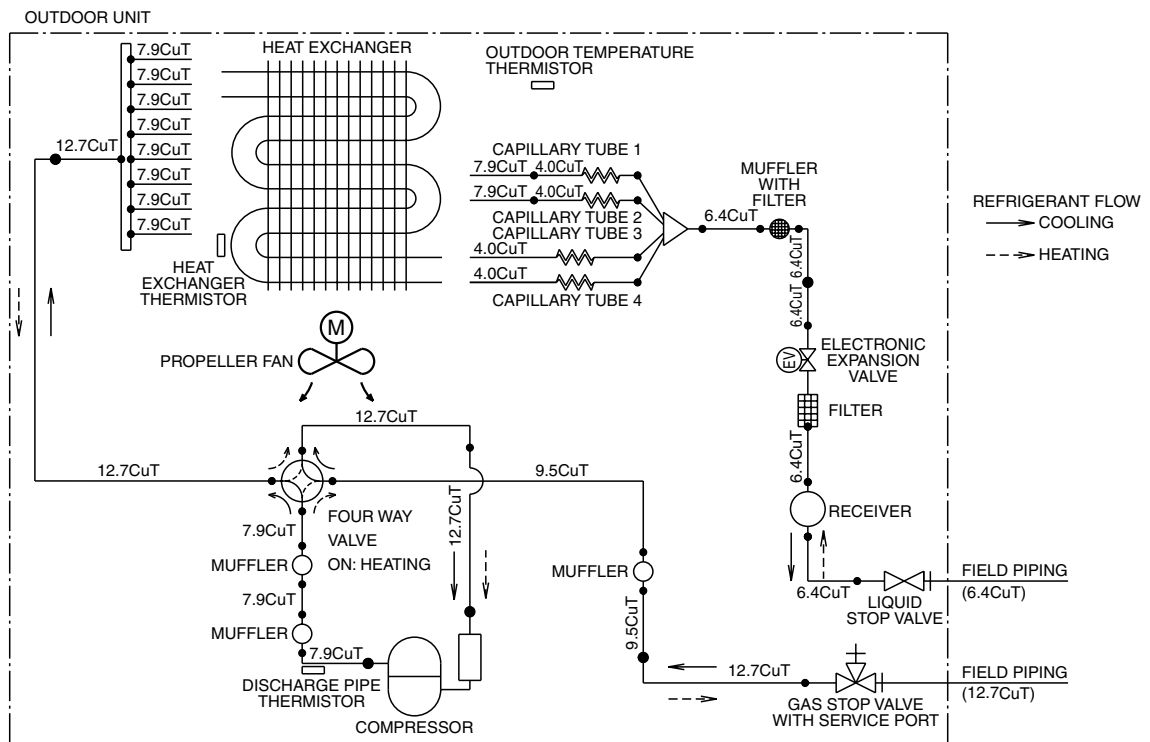 OUTDOOR UNIT
7.9CuT
7.9CuT
7.9CuT
7.9CuT
7.9CuT
7.9CuT
7.9CuT
7.9CuT
12.7CuT
HEAT EXCHANGER
HEAT
EXCHANGER
THERMISTOR
OUTDOOR TEMPERATURE
THERMISTOR
CAPILLARY TUBE 1
7.9CuT 4.0CuT
7.9CuT 4.0CuT
CAPILLARY TUBE 2
CAPILLARY TUBE 3
4.0CuT
4.0CuT
CAPILLARY TUBE 4
6.4CuT
MUFFLER
WITH
FILTER
6.4CuT
6.4CuT
REFRIGERANT FLOW
COOLING
HEATING
M
PROPELLER FAN
EV
ELECTRONIC
EXPANSION
VALVE
FILTER
6.4CuT
RECEIVER
12.7CuT
12.7CuT
9.5CuT
12.7CuT
7.9CuT
FOUR WAY
VALVE
ON: HEATING
MUFFLER
7.9CuT
MUFFLER
7.9CuT
DISCHARGE PIPE
THERMISTOR
COMPRESSOR
MUFFLER
9.5CuT
6.4CuT
LIQUID
STOP VALVE
FIELD PIPING
(6.4CuT)
12.7CuT
GAS STOP VALVE
WITH SERVICE PORT
FIELD PIPING
(12.7CuT)